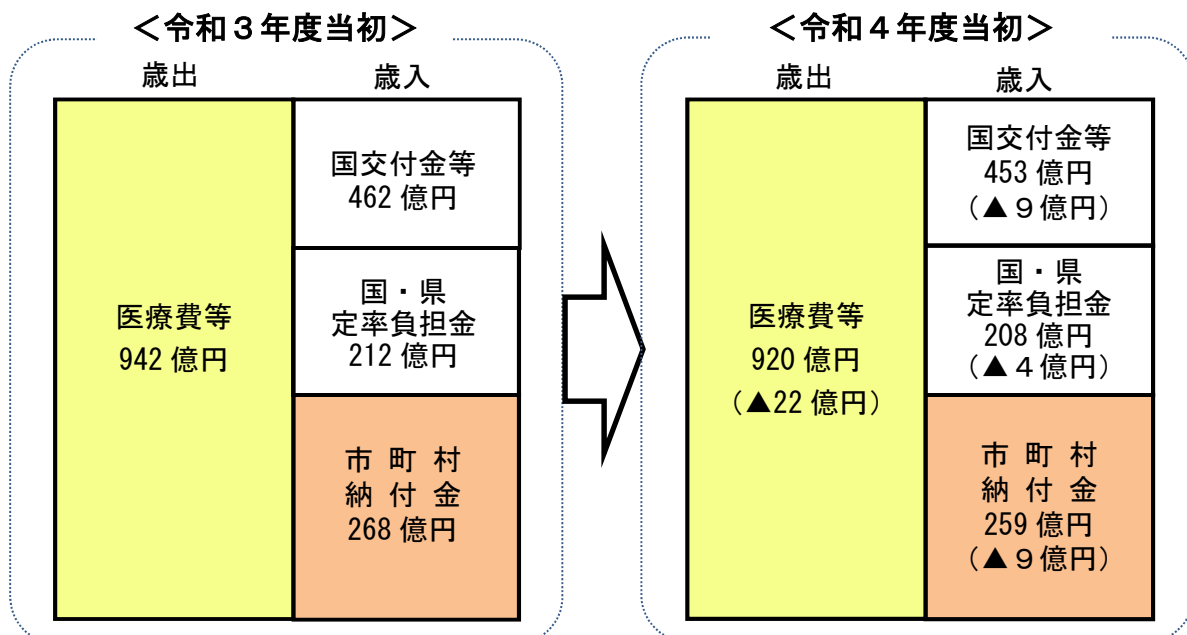 ＜令和３年度当初＞
歳出
歳入
医療費等
942 億円
国交付金等
462 億円
国・県
定率負担金
212 億円
市 町 村
納 付 金
268 億円
＜令和４年度当初＞
歳出
歳入
医療費等
920 億円
（▲22 億円）
国交付金等
453 億円
（▲９億円）
国・県
定率負担金
208 億円
（▲４億円）
市 町 村
納 付 金
259 億円
（▲９億円）